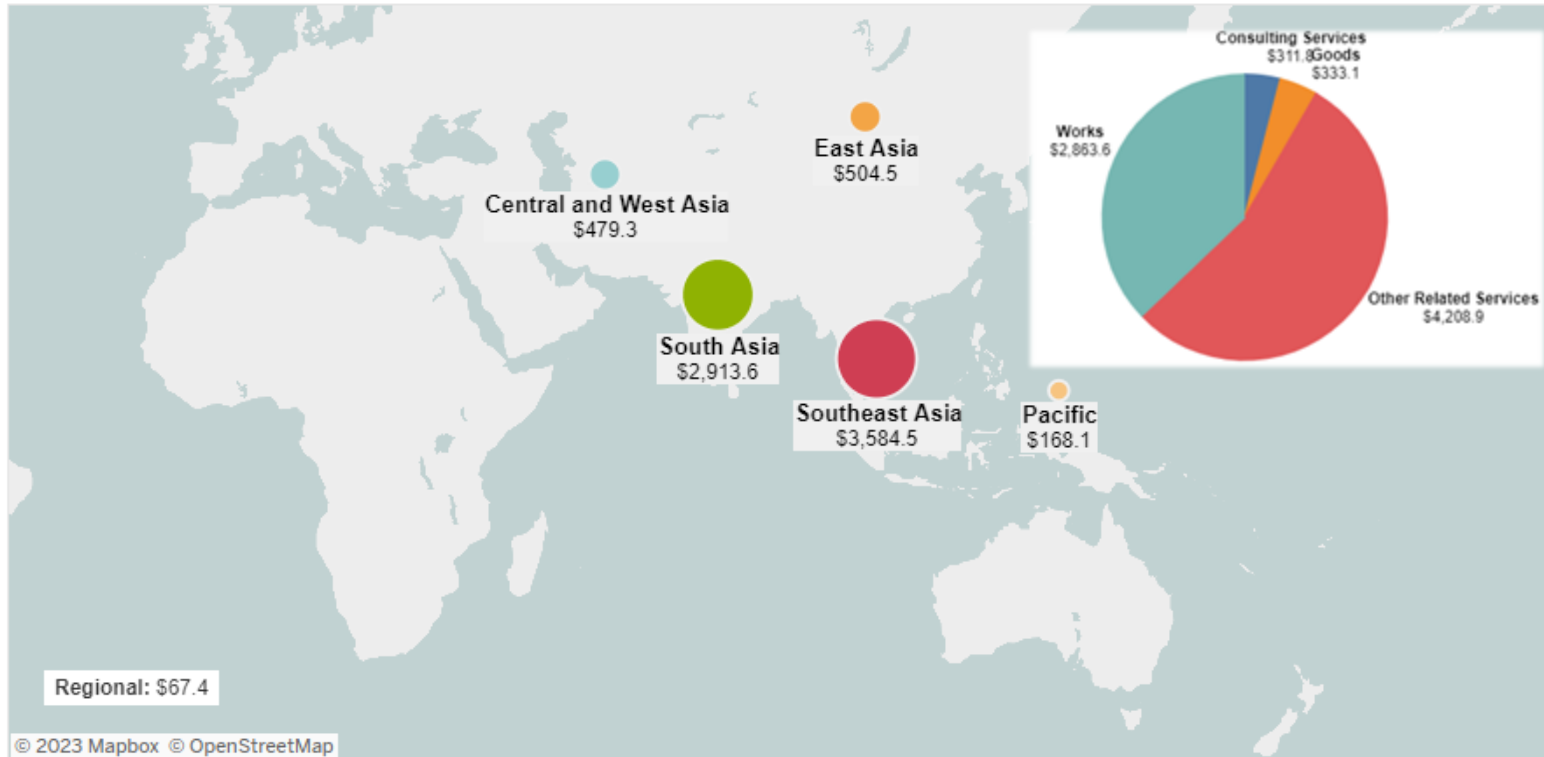 Consulting Services
$311.8
Goods
$333.1
Works
$2,863.6
Other Related Services
$4,208.9
East Asia
$504.5
Central and West Asia
$479.3
South Asia
$2,913.6
Southeast Asia
$3,584.5
Pacific
$168.1
Regional: $67.4
© 2023 Mapbox © OpenStreetMap